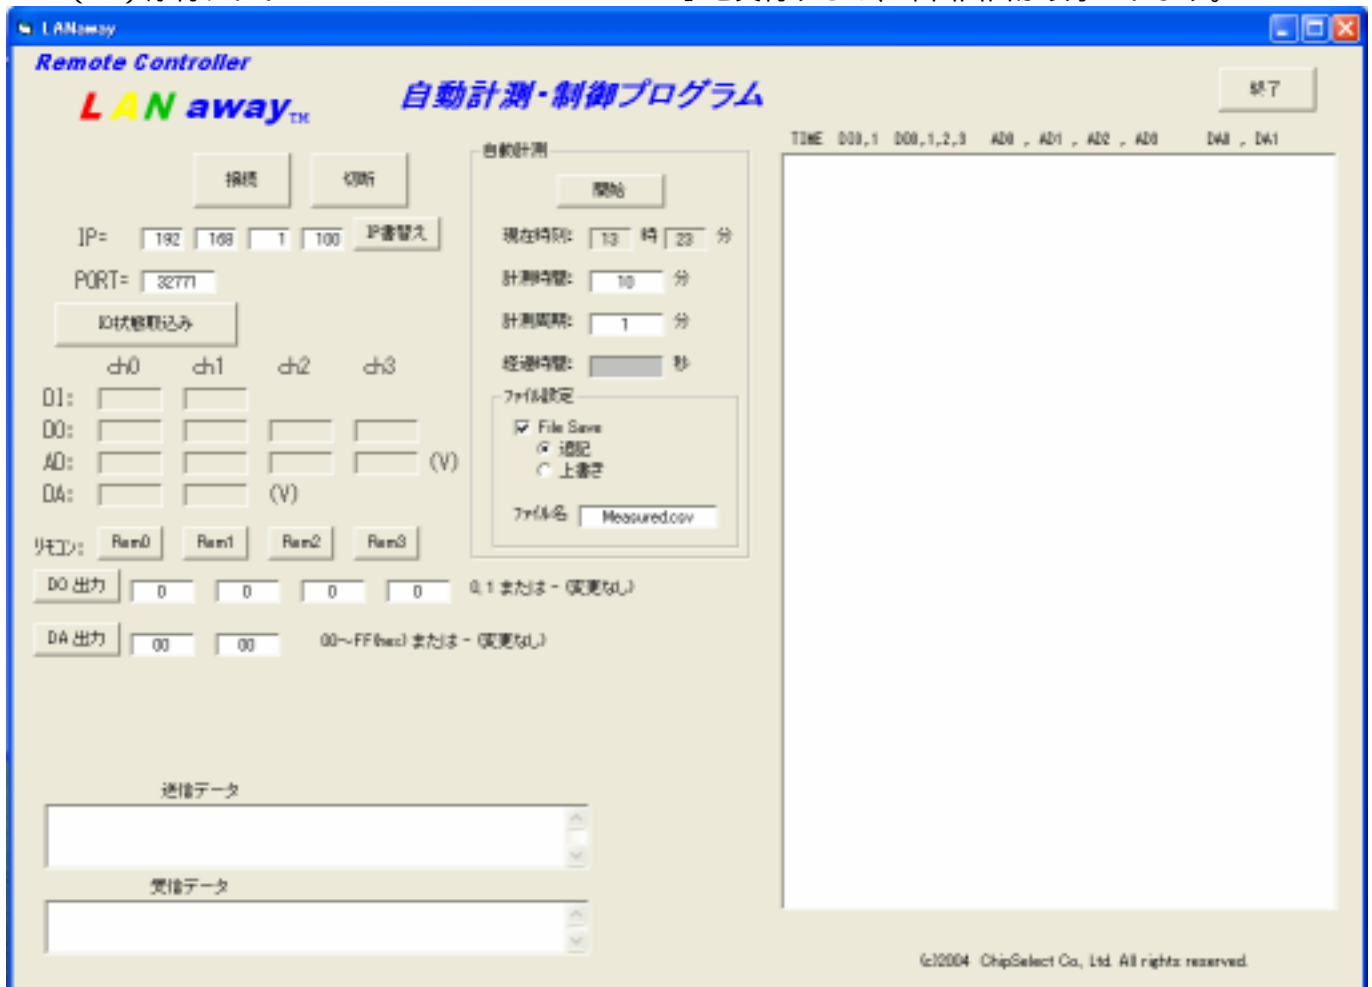 LANaway
Remote Controller
LAN away TM
自動計測・制御プログラム
終了
接続
切断
IP= 192 168 1 100 IP書替え
PORT= 32771
IO状態取込み
ch0 ch1 ch2 ch3
DI:
DO:
AD: (V)
DA: (V)
リモコン: Rem0 Rem1 Rem2 Rem3
DO 出力 0 0 0 0 0,1 または - (変更なし)
DA 出力 00 00 00～FF(hex) または - (変更なし)
自動計測
開始
現在時刻: 13 時 23 分
計測時間: 10 分
計測周期: 1 分
経過時間: 秒
ファイル設定
File Save
追記
上書き
ファイル名 Measured.csv
TIME DI0,1 DO0,1,2,3 AD0 , AD1 , AD2 , AD3 DA0 , DA1
送信データ
受信データ
(c)2004 ChipSelect Co., Ltd. All rights reserved.